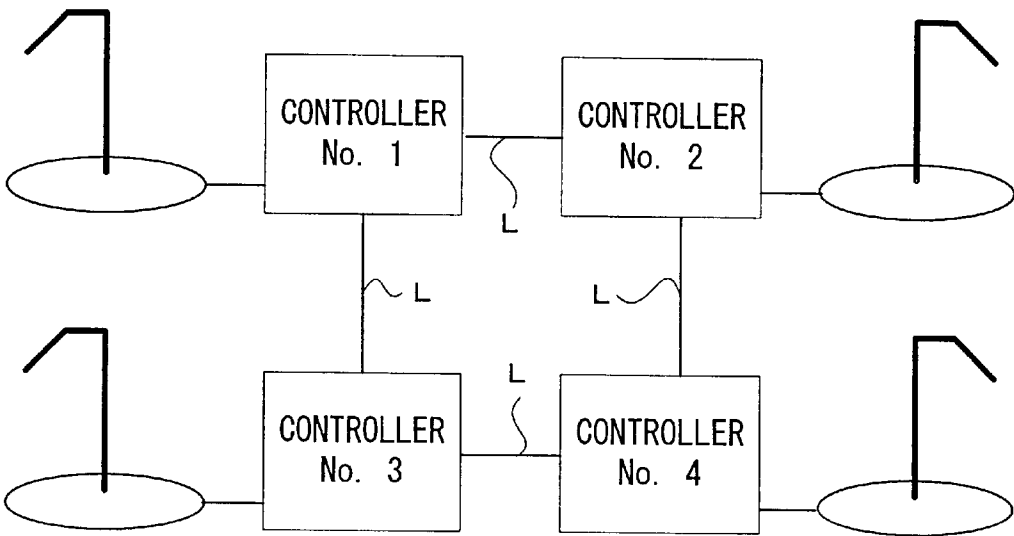 CONTROLLER
No. 1
CONTROLLER
No. 2
L
L
L
L
CONTROLLER
No. 3
CONTROLLER
No. 4